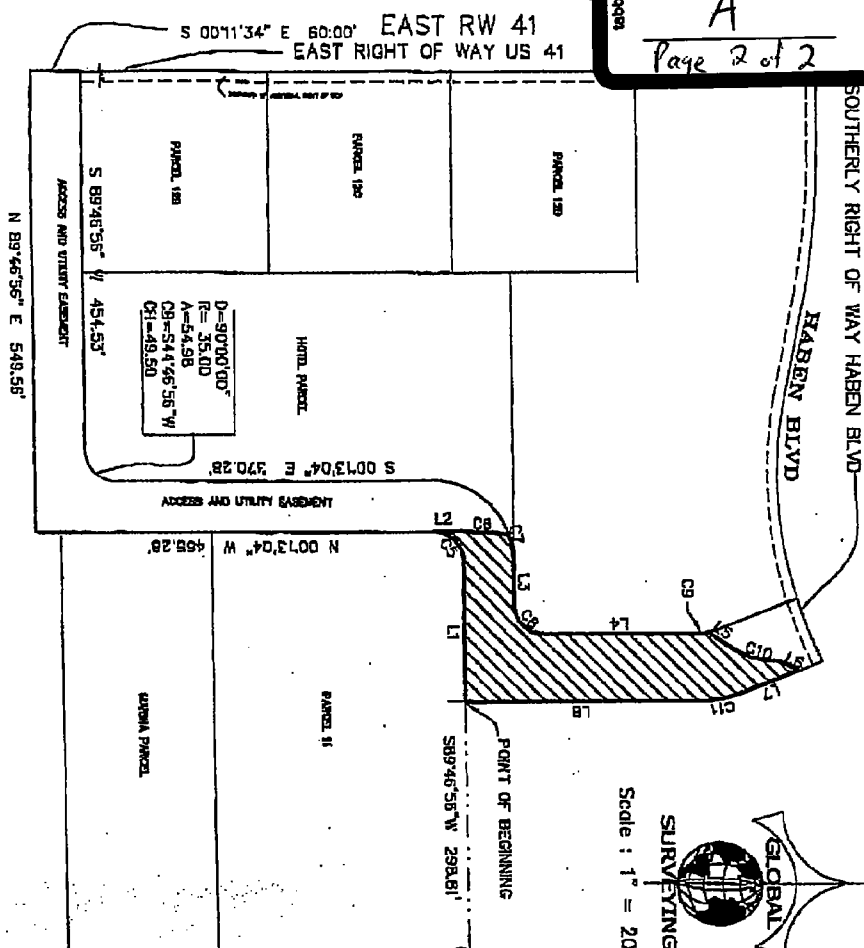 A
Page 2 of 2
S 00°11'34" E 60:00'
EAST RW 41
EAST RIGHT OF WAY US 41
SOUTHERLY RIGHT OF WAY HABEN BLVD
HABEN BLVD
PARCEL 12C
PARCEL 12D
S 89°46'56" W 454.53'
ACCESS AND UTILITY EASEMENT
N 89°46'56" E 549.56'
D=90°00'00"
R= 35.00
A=54.98
CB=S44°46'56"W
CH=49.50
HOTEL PARCEL
S 00°13'04" E 370.28'
ACCESS AND UTILITY EASEMENT
N 00°13'04" W 465.28'
L2
C6
L3
C8
L4
C9
L5
C10
L6
L7
C11
L8
L1
MARINA PARCEL
POINT OF BEGINNING
S89°46'56"W 298.81'
GLOBAL
SURVEYING
Scale : 1" = 20